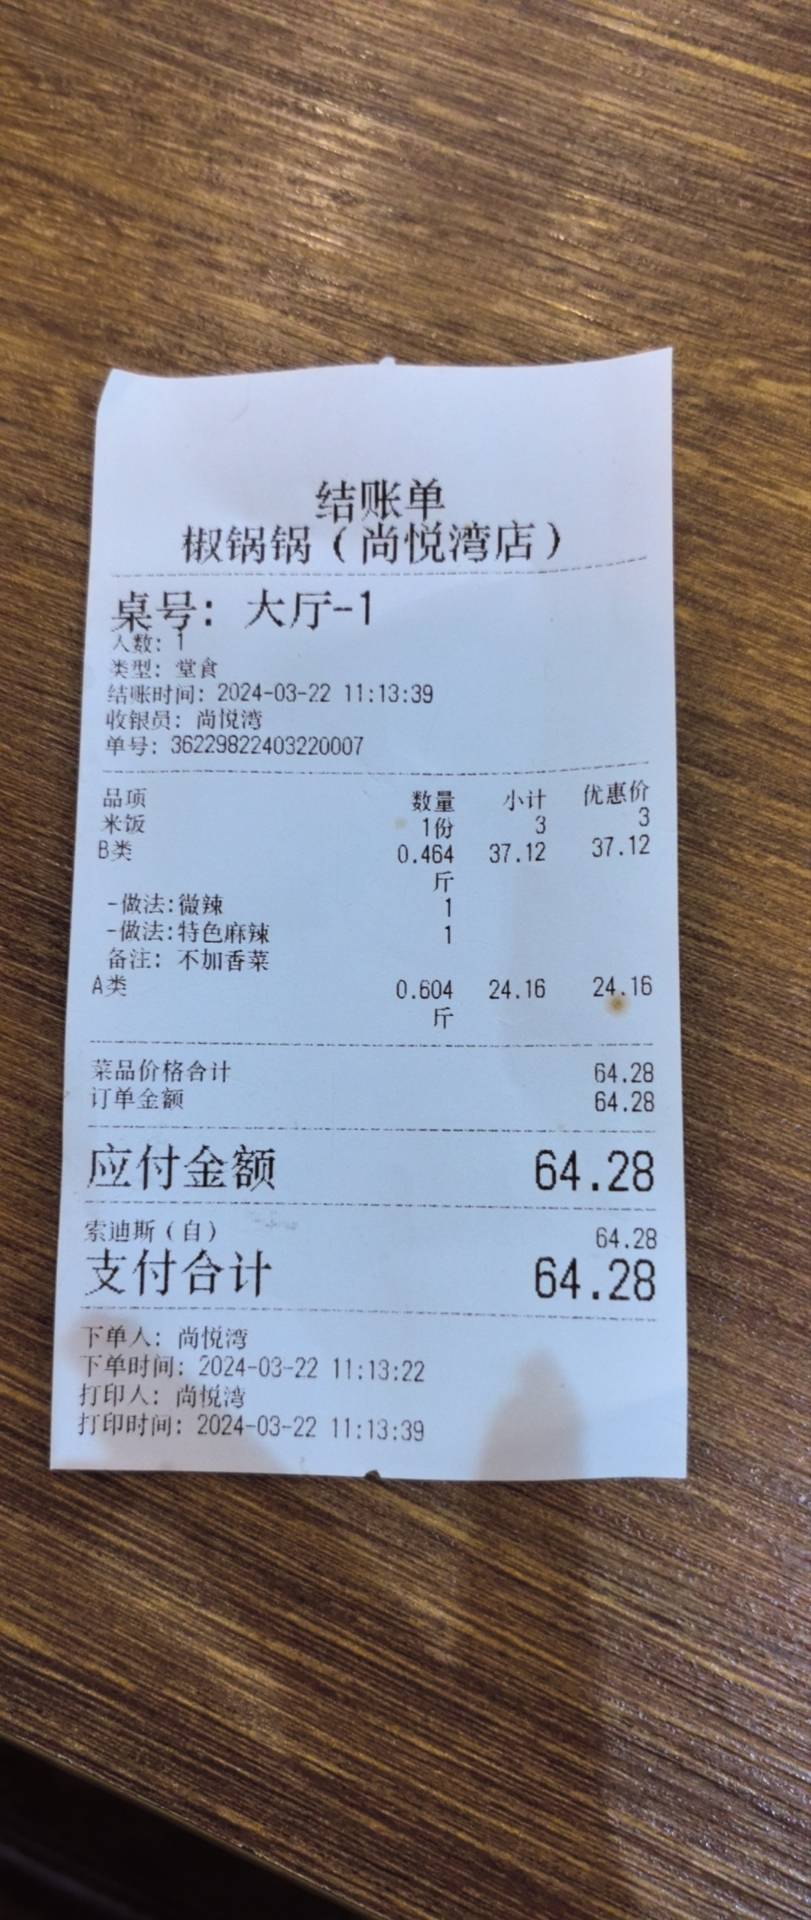 结账单
椒锅锅（尚悦湾店）
桌号: 大厅-1
人数: 1
类型: 堂食
结账时间: 2024-03-22 11:13:39
收银员: 尚悦湾
单号: 36229822403220007
品项 数量 小计 优惠价
米饭 1份 3 3
B类 0.464 37.12 37.12
斤
-做法:微辣 1
-做法:特色麻辣 1
备注: 不加香菜
A类 0.604 24.16 24.16
斤
菜品价格合计 64.28
订单金额 64.28
应付金额 64.28
索迪斯（自） 64.28
支付合计 64.28
下单人: 尚悦湾
下单时间: 2024-03-22 11:13:22
打印人: 尚悦湾
打印时间: 2024-03-22 11:13:39